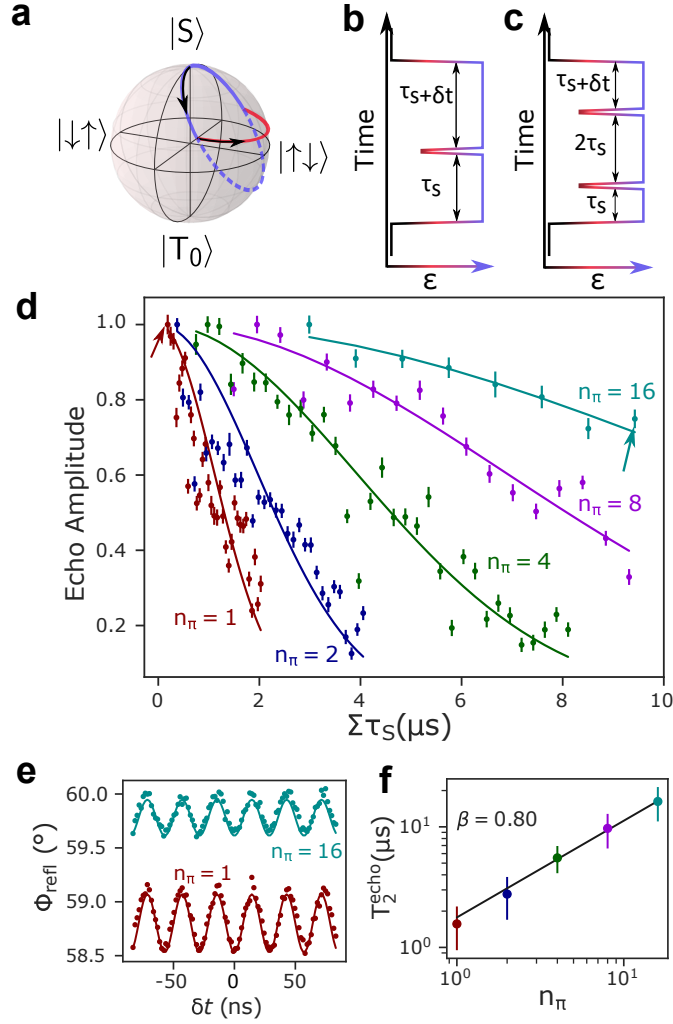 a
|S⟩
|↓↑⟩
|↑↓⟩
|T₀⟩
b
Time
τS+δt
τS
ε
c
Time
τS+δt
2τS
τS
ε
d
Echo Amplitude
1.0
0.8
0.6
0.4
0.2
nπ = 1
nπ = 2
nπ = 4
nπ = 8
nπ = 16
0 2 4 6 8 10
ΣτS(μs)
e
Φrefl (°)
60.0
59.5
59.0
58.5
nπ = 16
nπ = 1
-50 0 50
δt (ns)
f
T₂ᵉᶜʰᵒ(μs)
10¹
10⁰
β = 0.80
10⁰ 10¹
nπ